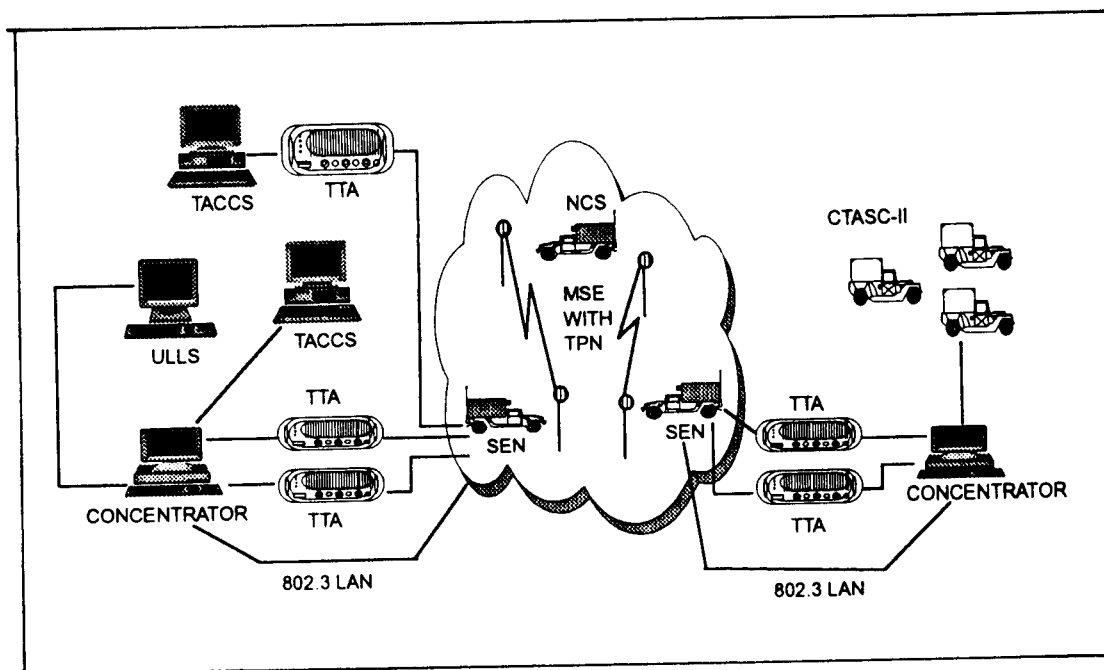 TACCS
TTA
NCS
CTASC-II
ULLS
TACCS
MSE
WITH
TPN
TTA
TTA
SEN
SEN
CONCENTRATOR
TTA
TTA
CONCENTRATOR
802.3 LAN
802.3 LAN